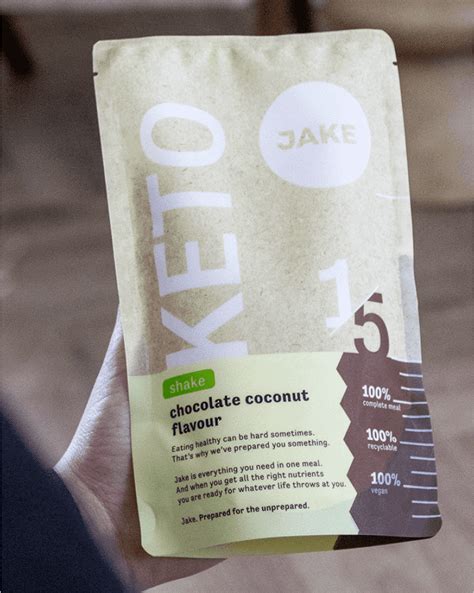 JAKE
KETO
1
5
shake
chocolate coconut
flavour
Eating healthy can be hard sometimes.
That's why we've prepared you something.
Jake is everything you need in one meal.
And when you get all the right nutrients
you are ready for whatever life throws at you.
Jake. Prepared for the unprepared.
100%
complete meal
100%
recyclable
100%
vegan